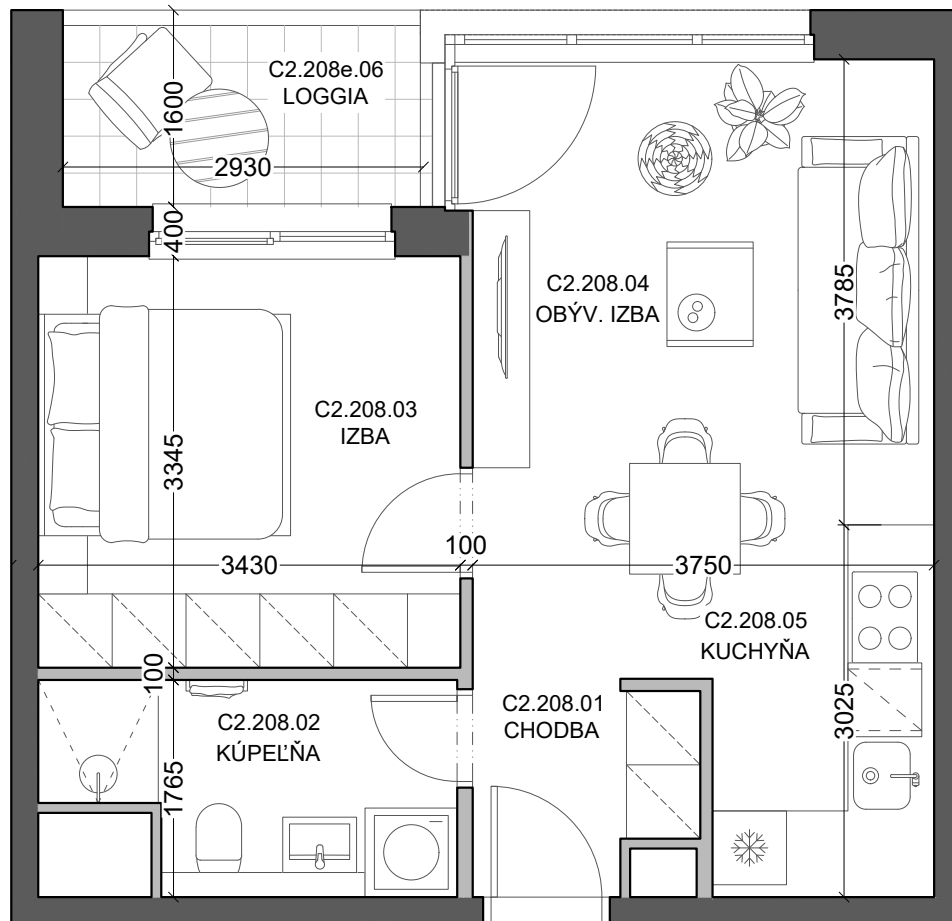 C2.208e.06
LOGGIA
1600
2930
400
C2.208.04
OBÝV. IZBA
3785
C2.208.03
IZBA
3345
3430
100
3750
C2.208.05
KUCHYŇA
100
C2.208.02
KÚPEĽŇA
C2.208.01
CHODBA
3025
1765